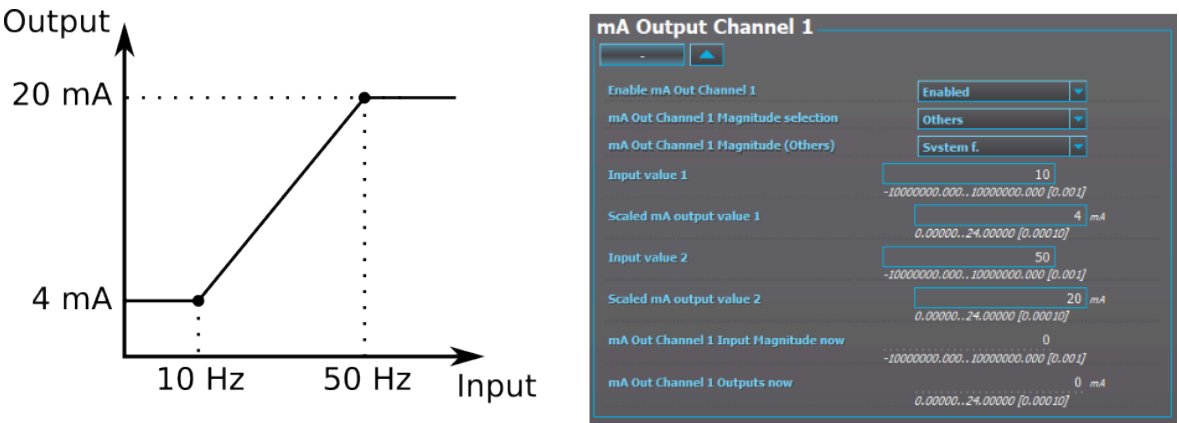 Output
20 mA
4 mA
10 Hz
50 Hz
Input
mA Output Channel 1
-
Enable mA Out Channel 1 Enabled
mA Out Channel 1 Magnitude selection Others
mA Out Channel 1 Magnitude (Others) System f.
Input value 1 10
-10000000.000..10000000.000 [0.001]
Scaled mA output value 1 4 mA
0.00000..24.00000 [0.00010]
Input value 2 50
-10000000.000..10000000.000 [0.001]
Scaled mA output value 2 20 mA
0.00000..24.00000 [0.00010]
mA Out Channel 1 Input Magnitude now 0
-10000000.000..10000000.000 [0.001]
mA Out Channel 1 Outputs now 0 mA
0.00000..24.00000 [0.00010]